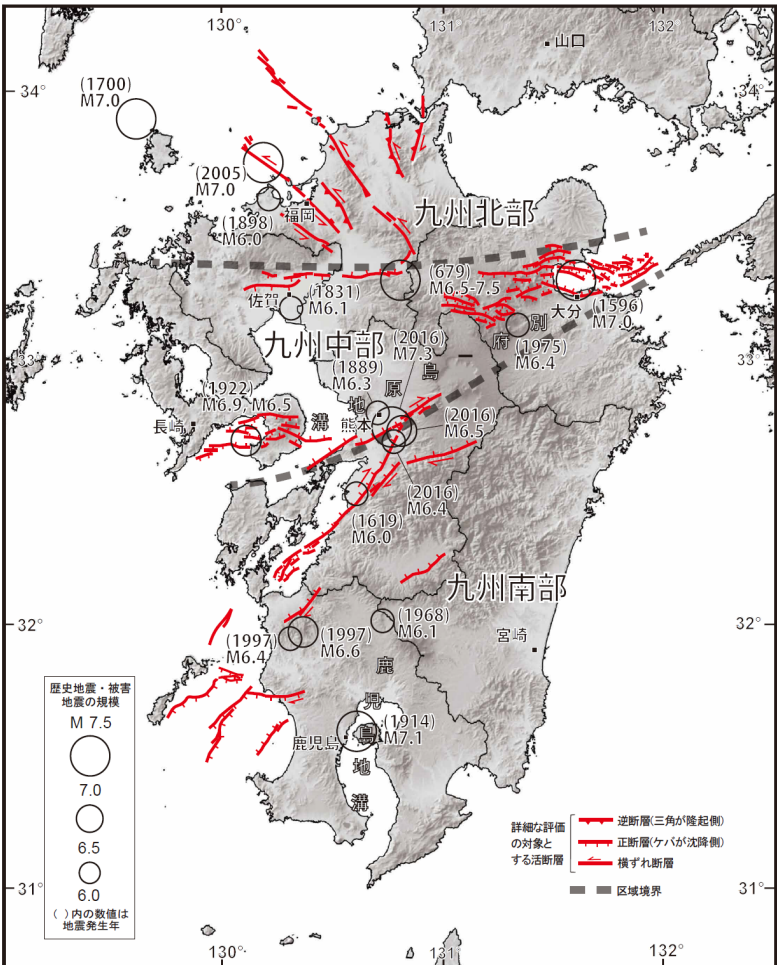 130°
131°
132°
山口
34°
34°
(1700)
M7.0
(2005)
M7.0
(1898)
M6.0
福岡
九州北部
(679)
M6.5-7.5
佐賀
(1831)
M6.1
大分
(1596)
M7.0
別
府
(1975)
M6.4
33°
33°
九州中部
(2016)
M7.3
(1889)
M6.3
島
原
地
溝
(1922)
M6.9, M6.5
長崎
熊本
(2016)
M6.5
(2016)
M6.4
(1619)
M6.0
九州南部
32°
32°
(1968)
M6.1
(1997)
M6.4
(1997)
M6.6
宮崎
鹿
児
島
地
溝
(1914)
M7.1
鹿児島
歴史地震・被害
地震の規模
M 7.5
7.0
6.5
6.0
( )内の数値は
地震発生年
詳細な評価
の対象と
する活断層
逆断層(三角が隆起側)
正断層(ケバが沈降側)
横ずれ断層
区域境界
31°
31°
130°
131°
132°